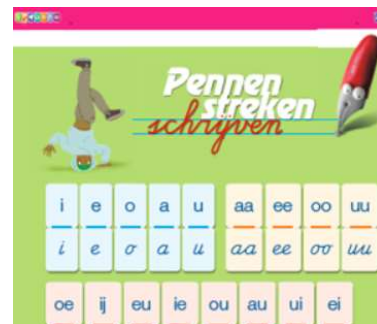 Pennen
streken
schrijven
i e o a u aa ee oo uu
i e o a u aa ee oo uu
oe ij eu ie ou au ui ei